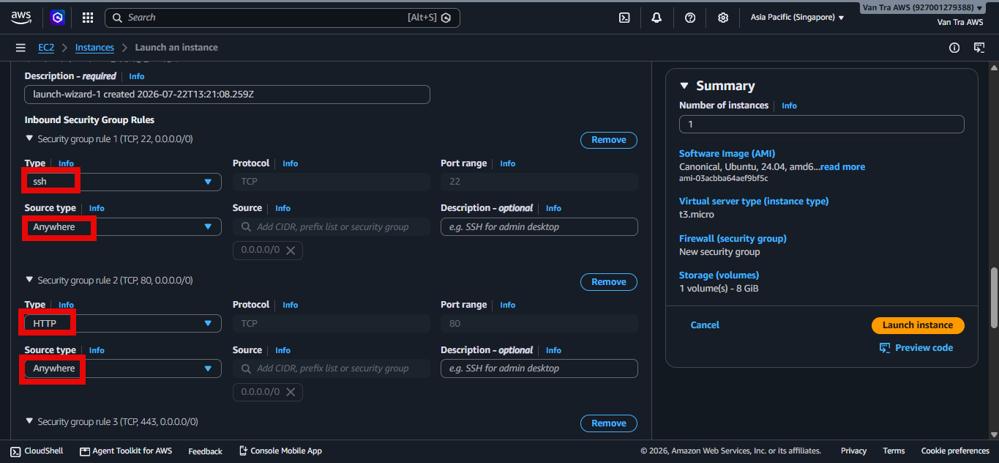 aws
Search [Alt+S]
Asia Pacific (Singapore)
Van Tra AWS (927001279388)
Van Tra AWS
EC2 Instances Launch an instance
Description - required Info
launch-wizard-1 created 2026-07-22T13:21:08.259Z
Inbound Security Group Rules
Security group rule 1 (TCP, 22, 0.0.0.0/0) Remove
Type Info Protocol Info Port range Info
ssh TCP 22
Source type Info Source Info Description - optional Info
Anywhere Add CIDR, prefix list or security group e.g. SSH for admin desktop
0.0.0.0/0
Security group rule 2 (TCP, 80, 0.0.0.0/0) Remove
Type Info Protocol Info Port range Info
HTTP TCP 80
Source type Info Source Info Description - optional Info
Anywhere Add CIDR, prefix list or security group e.g. SSH for admin desktop
0.0.0.0/0
Security group rule 3 (TCP, 443, 0.0.0.0/0) Remove
Summary
Number of instances Info
1
Software Image (AMI)
Canonical, Ubuntu, 24.04, amd6...read more
ami-03acbba64aef9bf5c
Virtual server type (instance type)
t3.micro
Firewall (security group)
New security group
Storage (volumes)
1 volume(s) - 8 GiB
Cancel Launch instance
Preview code
CloudShell Agent Toolkit for AWS Feedback Console Mobile App © 2026, Amazon Web Services, Inc. or its affiliates. Privacy Terms Cookie preferences